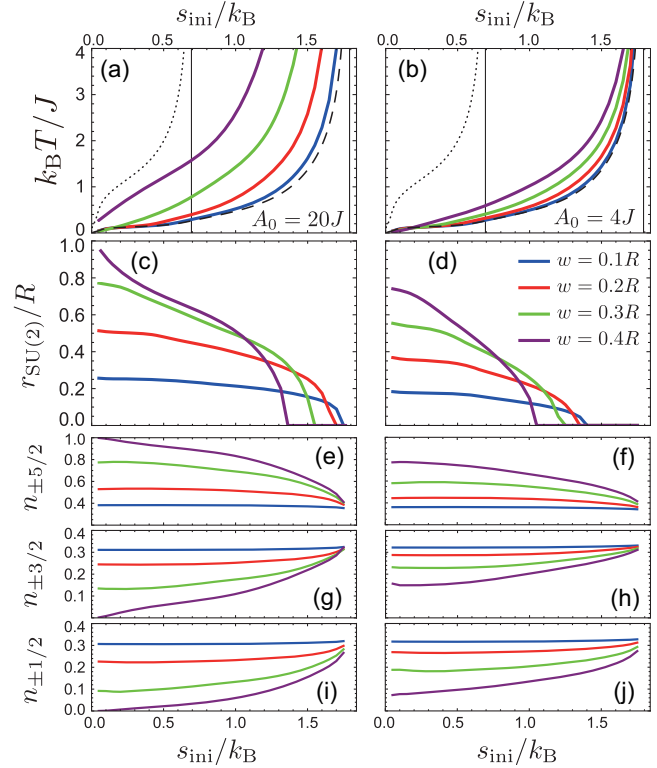 s_ini/k_B s_ini/k_B
0.0 0.5 1.0 1.5 0.0 0.5 1.0 1.5
k_BT/J
4
3
2
1
0
(a) A_0 = 20J
(b) A_0 = 4J
r_SU(2)/R
1.0
0.8
0.6
0.4
0.2
0.0
(c)
(d)
w = 0.1R
w = 0.2R
w = 0.3R
w = 0.4R
n_±5/2
1.0
0.8
0.6
0.4
(e) (f)
n_±3/2
0.4
0.3
0.2
0.1
(g) (h)
n_±1/2
0.4
0.3
0.2
0.1
0.0
(i) (j)
0.0 0.5 1.0 1.5 0.0 0.5 1.0 1.5
s_ini/k_B s_ini/k_B